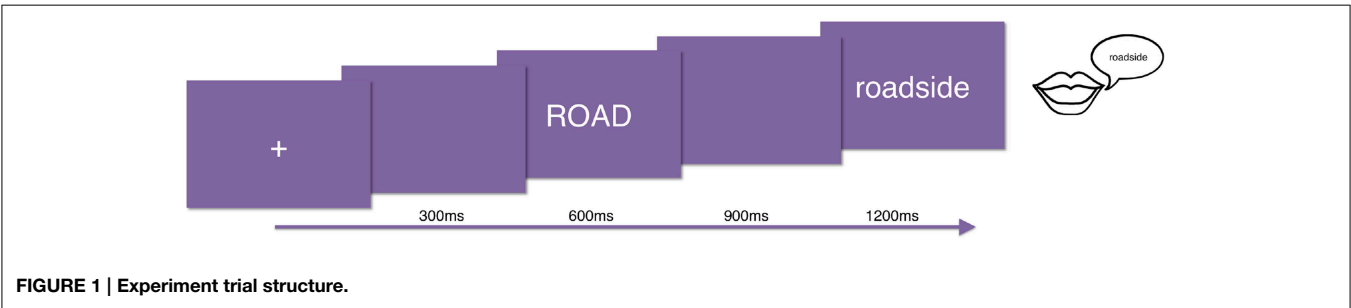 +
ROAD
roadside
roadside
300ms 600ms 900ms 1200ms
FIGURE 1 | Experiment trial structure.